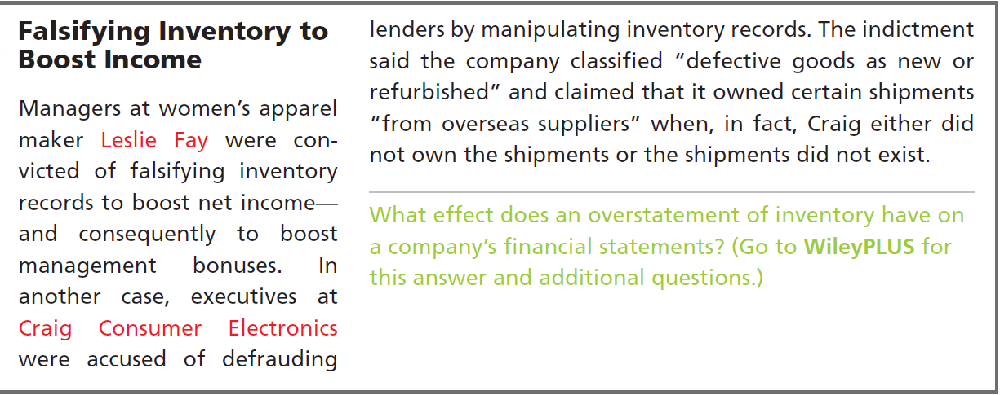 Falsifying Inventory to
Boost Income
Managers at women’s apparel
maker Leslie Fay were con-
victed of falsifying inventory
records to boost net income—
and consequently to boost
management bonuses. In
another case, executives at
Craig Consumer Electronics
were accused of defrauding
lenders by manipulating inventory records. The indictment
said the company classified “defective goods as new or
refurbished” and claimed that it owned certain shipments
“from overseas suppliers” when, in fact, Craig either did
not own the shipments or the shipments did not exist.
What effect does an overstatement of inventory have on
a company’s financial statements? (Go to WileyPLUS for
this answer and additional questions.)